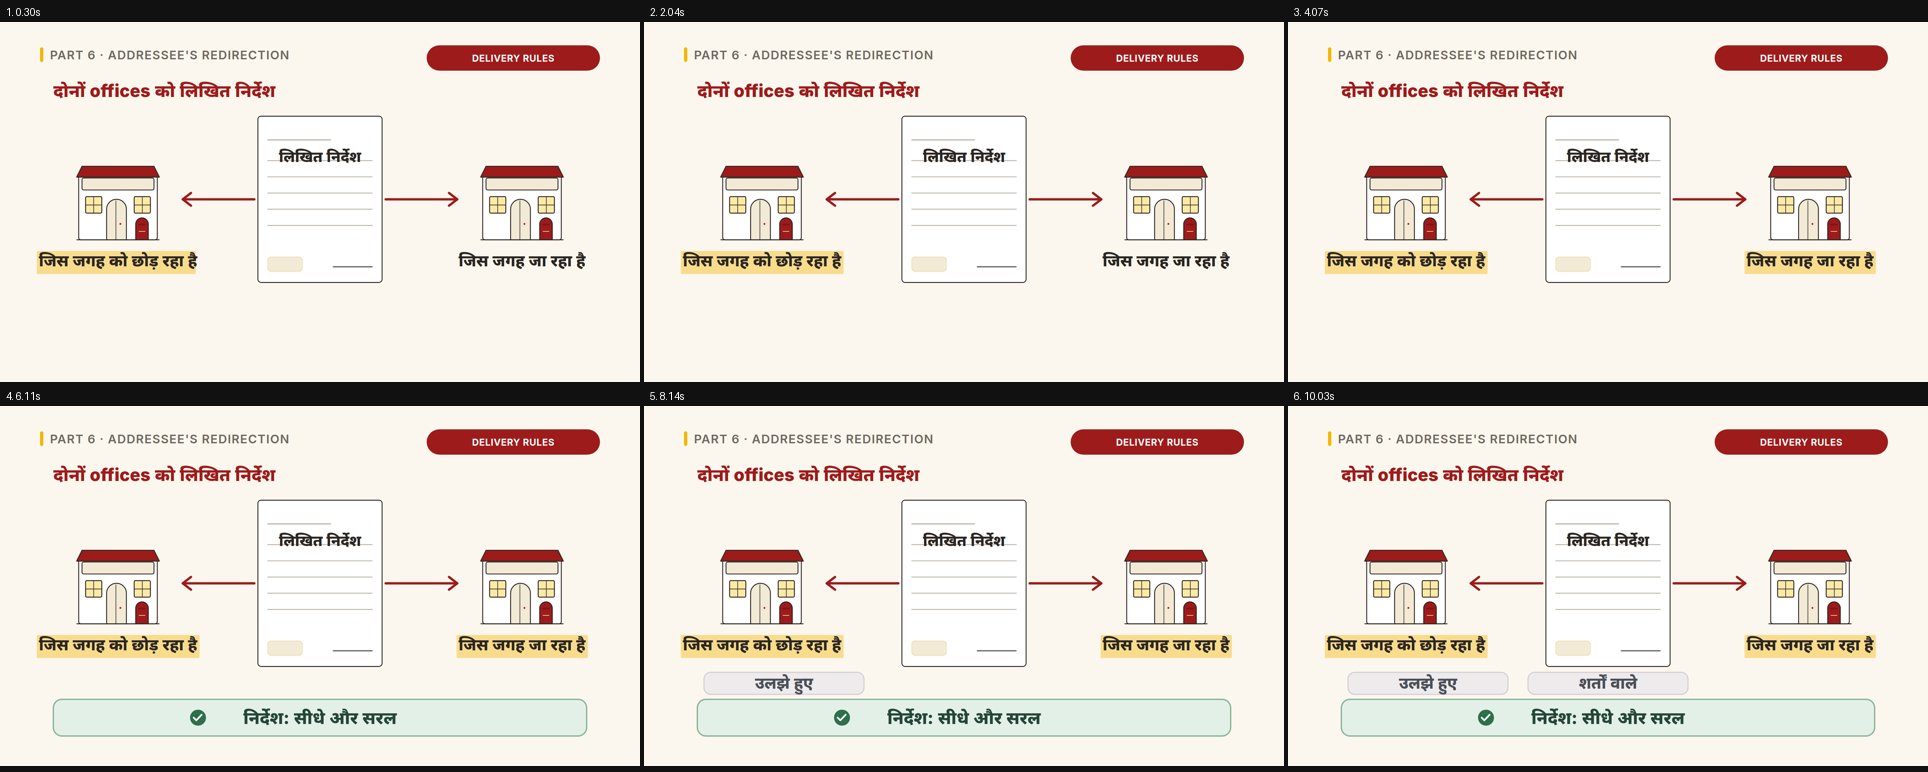 1. 0.30s
PART 6 · ADDRESSEE'S REDIRECTION
DELIVERY RULES
दोनों offices को लिखित निर्देश
लिखित निर्देश
जिस जगह को छोड़ रहा है
जिस जगह जा रहा है
2. 2.04s
PART 6 · ADDRESSEE'S REDIRECTION
DELIVERY RULES
दोनों offices को लिखित निर्देश
लिखित निर्देश
जिस जगह को छोड़ रहा है
जिस जगह जा रहा है
3. 4.07s
PART 6 · ADDRESSEE'S REDIRECTION
DELIVERY RULES
दोनों offices को लिखित निर्देश
लिखित निर्देश
जिस जगह को छोड़ रहा है
जिस जगह जा रहा है
4. 6.11s
PART 6 · ADDRESSEE'S REDIRECTION
DELIVERY RULES
दोनों offices को लिखित निर्देश
लिखित निर्देश
जिस जगह को छोड़ रहा है
जिस जगह जा रहा है
निर्देश: सीधे और सरल
5. 8.14s
PART 6 · ADDRESSEE'S REDIRECTION
DELIVERY RULES
दोनों offices को लिखित निर्देश
लिखित निर्देश
जिस जगह को छोड़ रहा है
जिस जगह जा रहा है
उलझे हुए
निर्देश: सीधे और सरल
6. 10.03s
PART 6 · ADDRESSEE'S REDIRECTION
DELIVERY RULES
दोनों offices को लिखित निर्देश
लिखित निर्देश
जिस जगह को छोड़ रहा है
जिस जगह जा रहा है
उलझे हुए
शर्तों वाले
निर्देश: सीधे और सरल